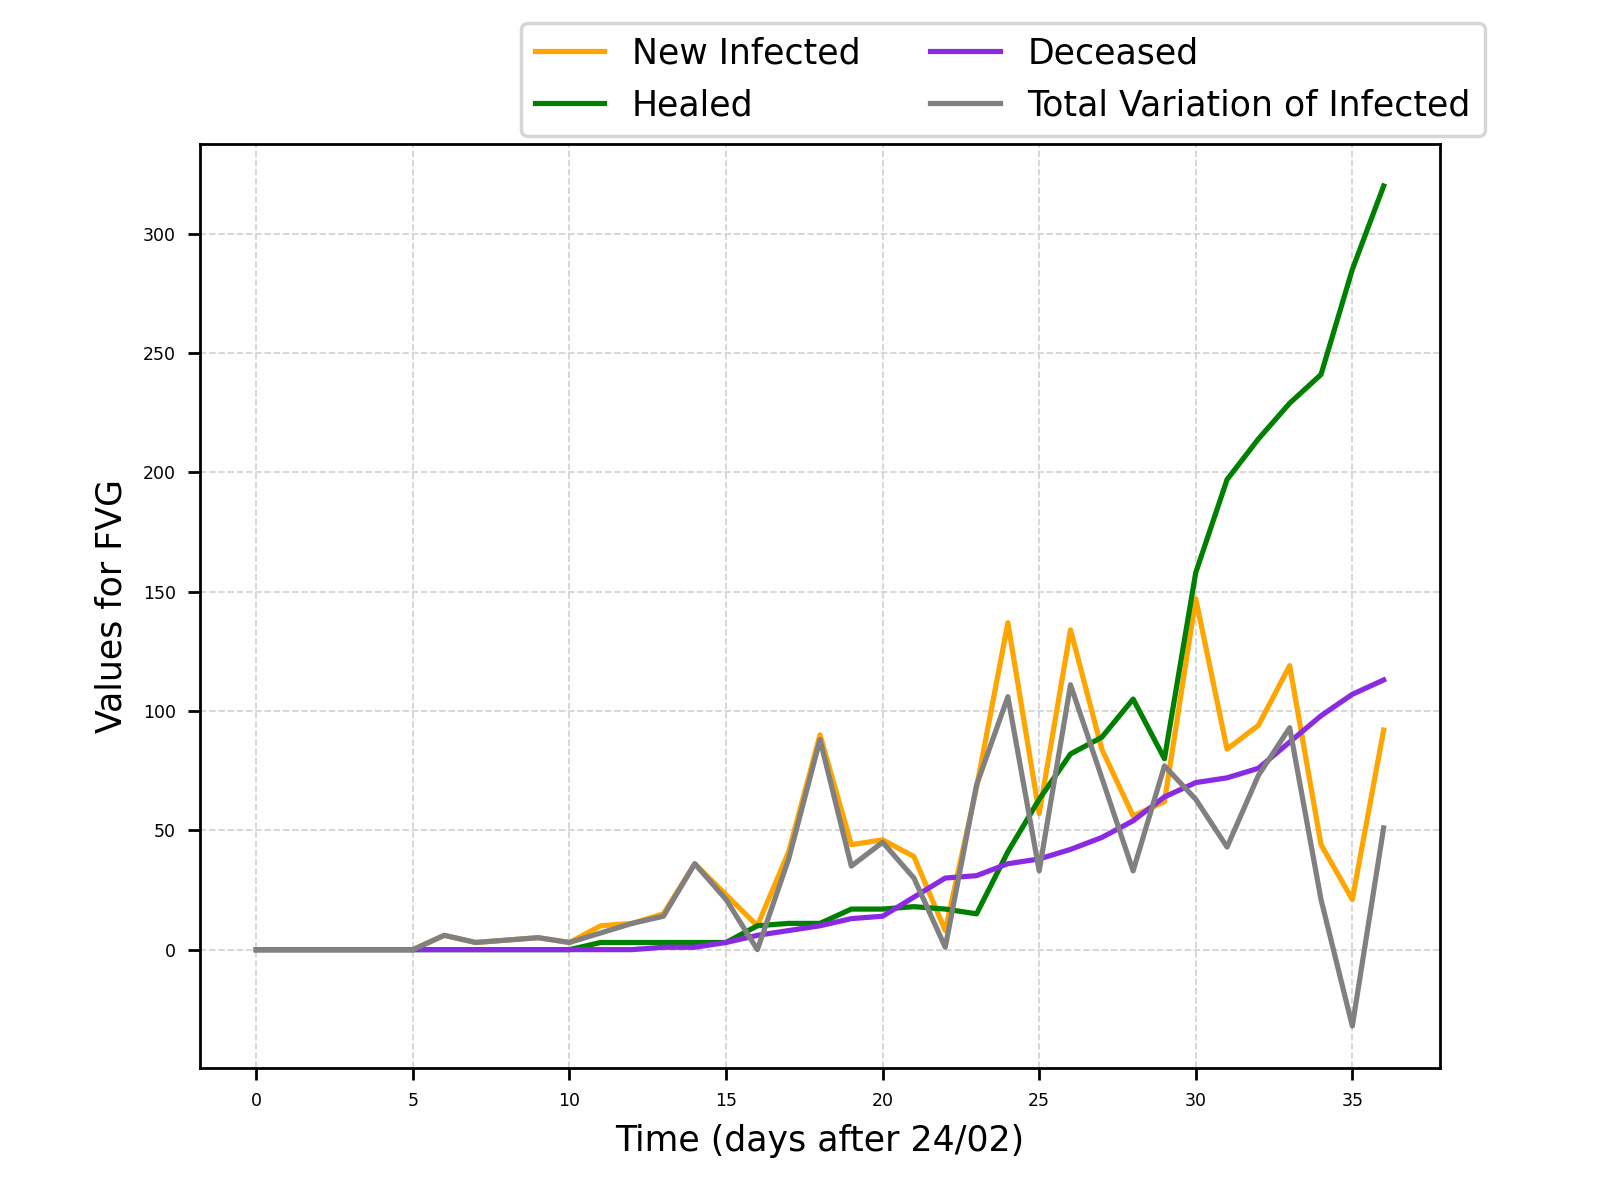 New Infected
Healed
Deceased
Total Variation of Infected
Values for FVG
300
250
200
150
100
50
0
0 5 10 15 20 25 30 35
Time (days after 24/02)